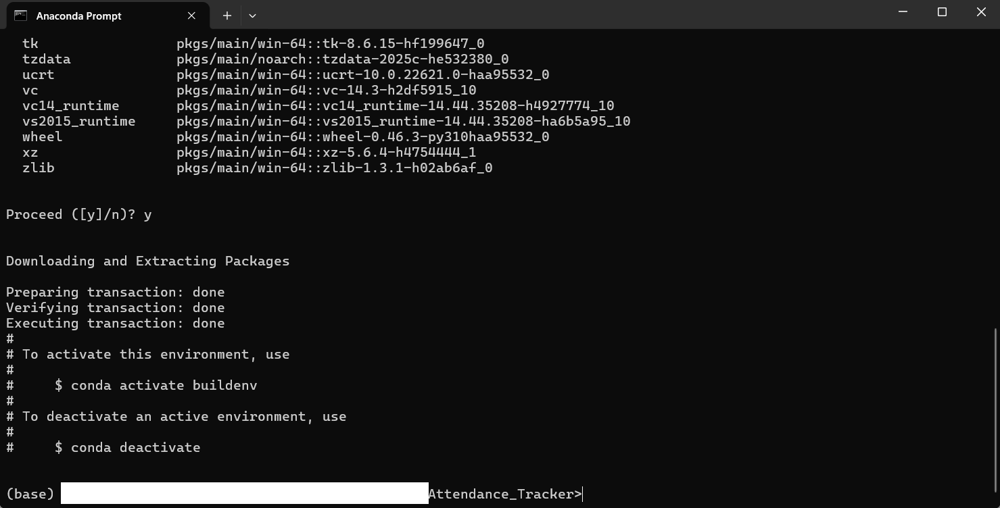 Anaconda Prompt
tk pkgs/main/win-64::tk-8.6.15-hf199647_0
tzdata pkgs/main/noarch::tzdata-2025c-he532380_0
ucrt pkgs/main/win-64::ucrt-10.0.22621.0-haa95532_0
vc pkgs/main/win-64::vc-14.3-h2df5915_10
vc14_runtime pkgs/main/win-64::vc14_runtime-14.44.35208-h4927774_10
vs2015_runtime pkgs/main/win-64::vs2015_runtime-14.44.35208-ha6b5a95_10
wheel pkgs/main/win-64::wheel-0.46.3-py310haa95532_0
xz pkgs/main/win-64::xz-5.6.4-h4754444_1
zlib pkgs/main/win-64::zlib-1.3.1-h02ab6af_0
Proceed ([y]/n)? y
Downloading and Extracting Packages
Preparing transaction: done
Verifying transaction: done
Executing transaction: done
#
# To activate this environment, use
#
#     $ conda activate buildenv
#
# To deactivate an active environment, use
#
#     $ conda deactivate
(base) Attendance_Tracker>